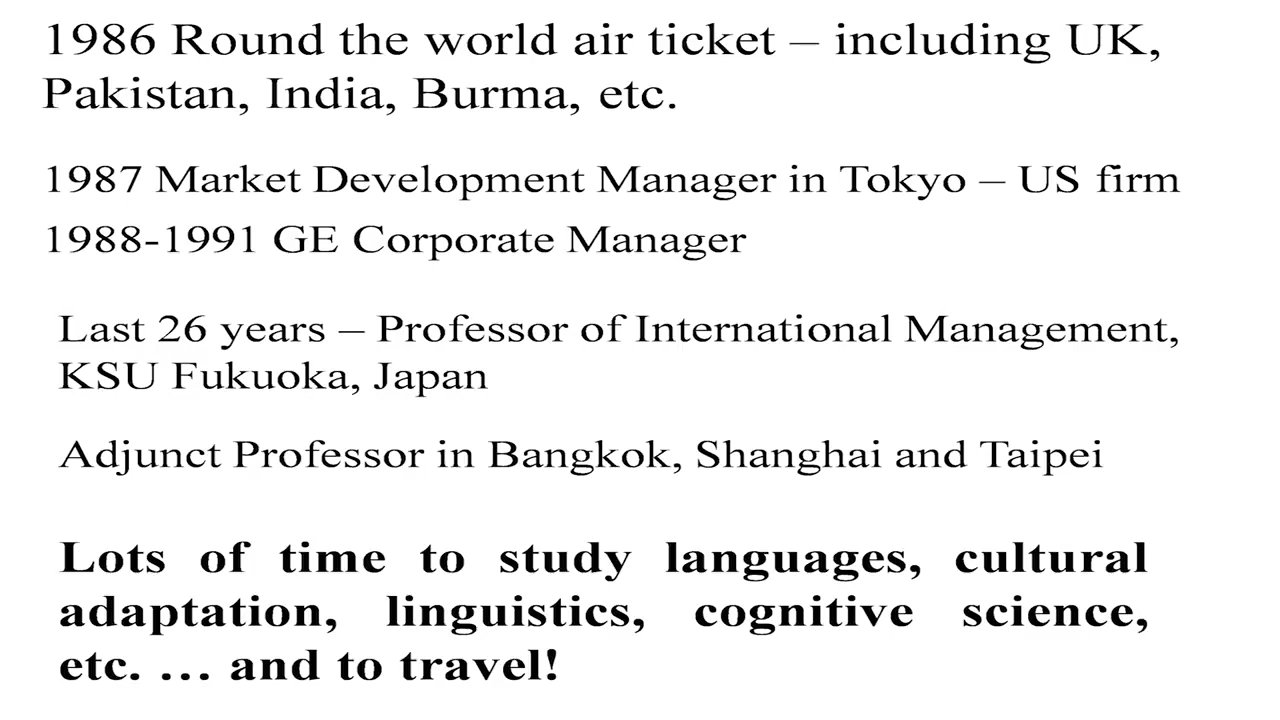 1986 Round the world air ticket – including UK,
Pakistan, India, Burma, etc.
1987 Market Development Manager in Tokyo – US firm
1988-1991 GE Corporate Manager
Last 26 years – Professor of International Management,
KSU Fukuoka, Japan
Adjunct Professor in Bangkok, Shanghai and Taipei
Lots of time to study languages, cultural
adaptation, linguistics, cognitive science,
etc. … and to travel!